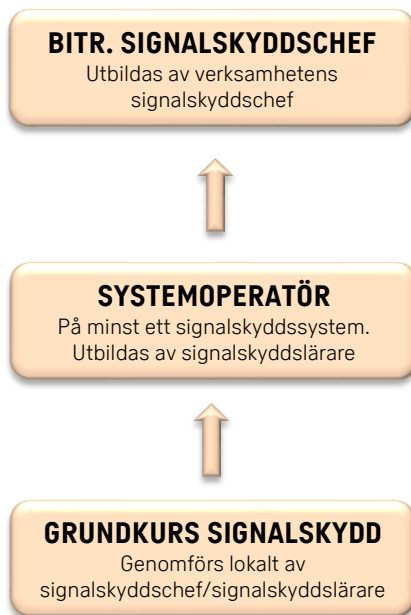 BITR. SIGNALSKYDDSCHEF
Utbildas av verksamhetens
signalskyddschef
SYSTEMOPERATÖR
På minst ett signalskyddssystem.
Utbildas av signalskyddslärare
GRUNDKURS SIGNALSKYDD
Genomförs lokalt av
signalskyddschef/signalskyddslärare